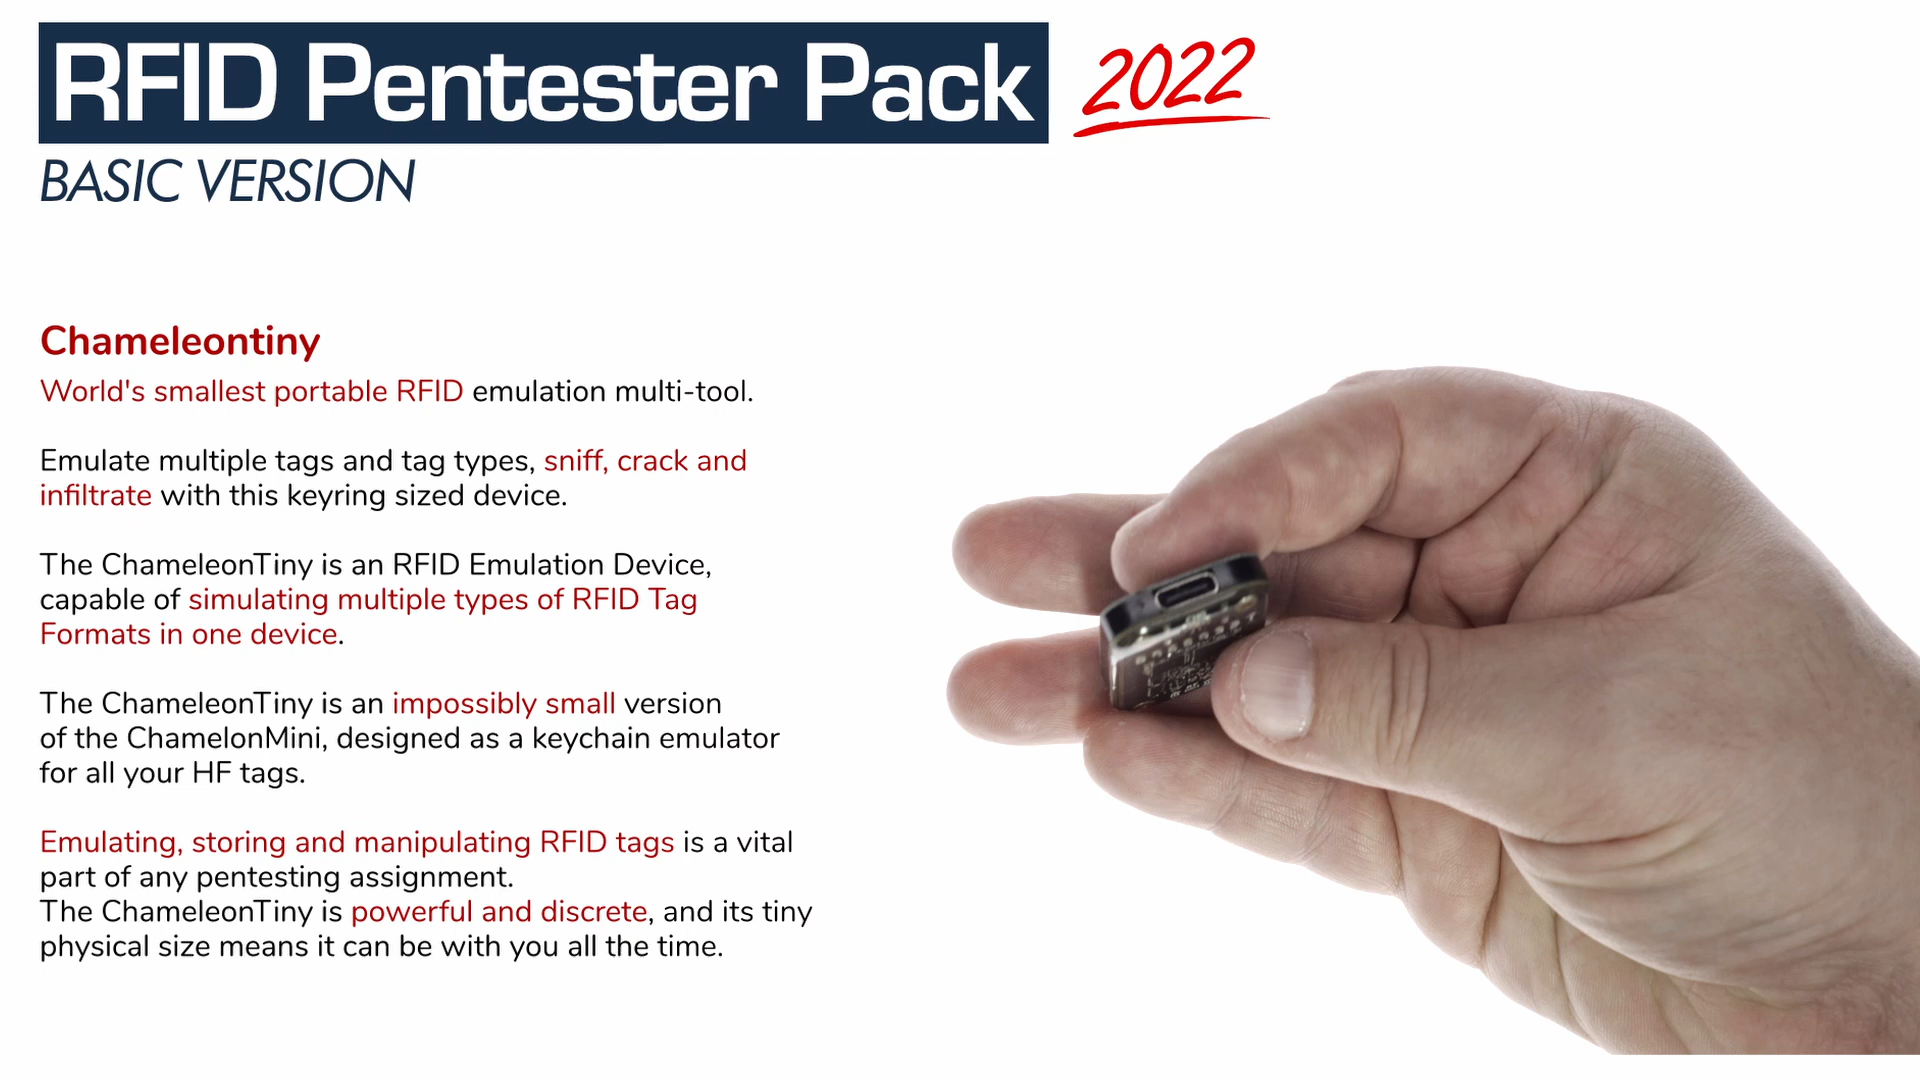 RFID Pentester Pack 2022
BASIC VERSION
Chameleontiny
World's smallest portable RFID emulation multi-tool.
Emulate multiple tags and tag types, sniff, crack and
infiltrate with this keyring sized device.
The ChameleonTiny is an RFID Emulation Device,
capable of simulating multiple types of RFID Tag
Formats in one device.
The ChameleonTiny is an impossibly small version
of the ChamelonMini, designed as a keychain emulator
for all your HF tags.
Emulating, storing and manipulating RFID tags is a vital
part of any pentesting assignment.
The ChameleonTiny is powerful and discrete, and its tiny
physical size means it can be with you all the time.